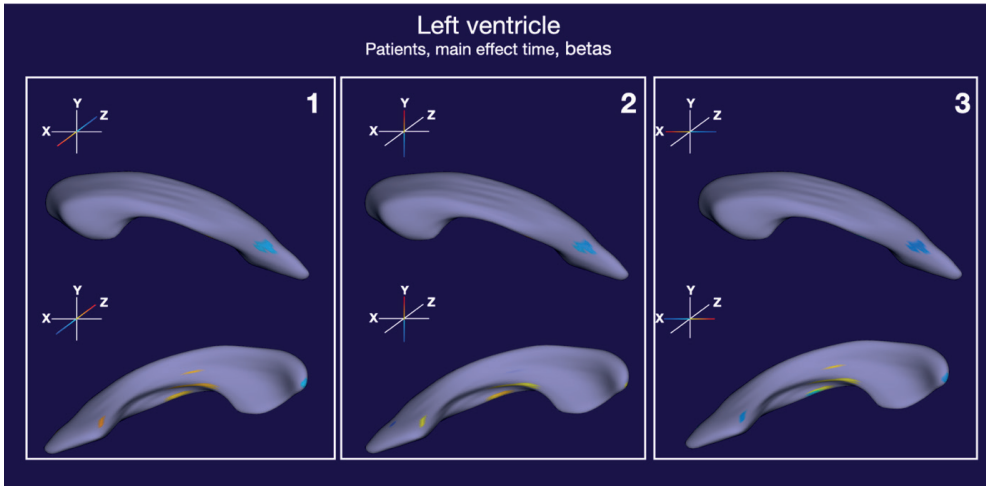 Left ventricle
Patients, main effect time, betas
1
2
3
Y
Z
X
Y
Z
X
Y
Z
X
Y
Z
X
Y
Z
X
Y
Z
X